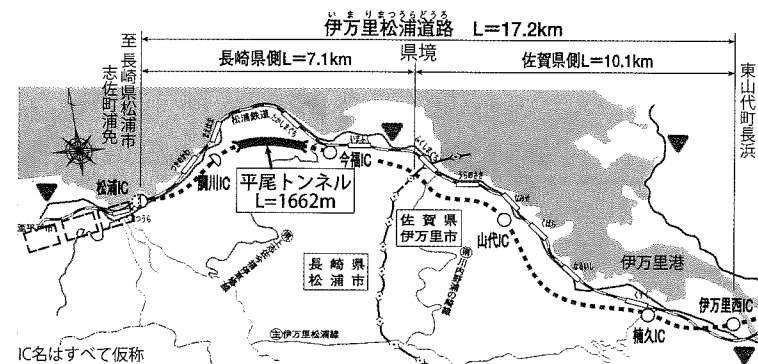 いまりまつうらどうろ
伊万里松浦道路 L=17.2km
県境
長崎県側L=7.1km
佐賀県側L=10.1km
至 長崎県松浦市
志佐町浦免
東山代町長浜
松浦鉄道
松浦IC
調川IC
平尾トンネル
L=1662m
今福IC
佐賀県
伊万里市
長崎県
松浦市
山代IC
伊万里港
楠久IC
伊万里西IC
まつうら
主伊万里松浦線
IC名はすべて仮称